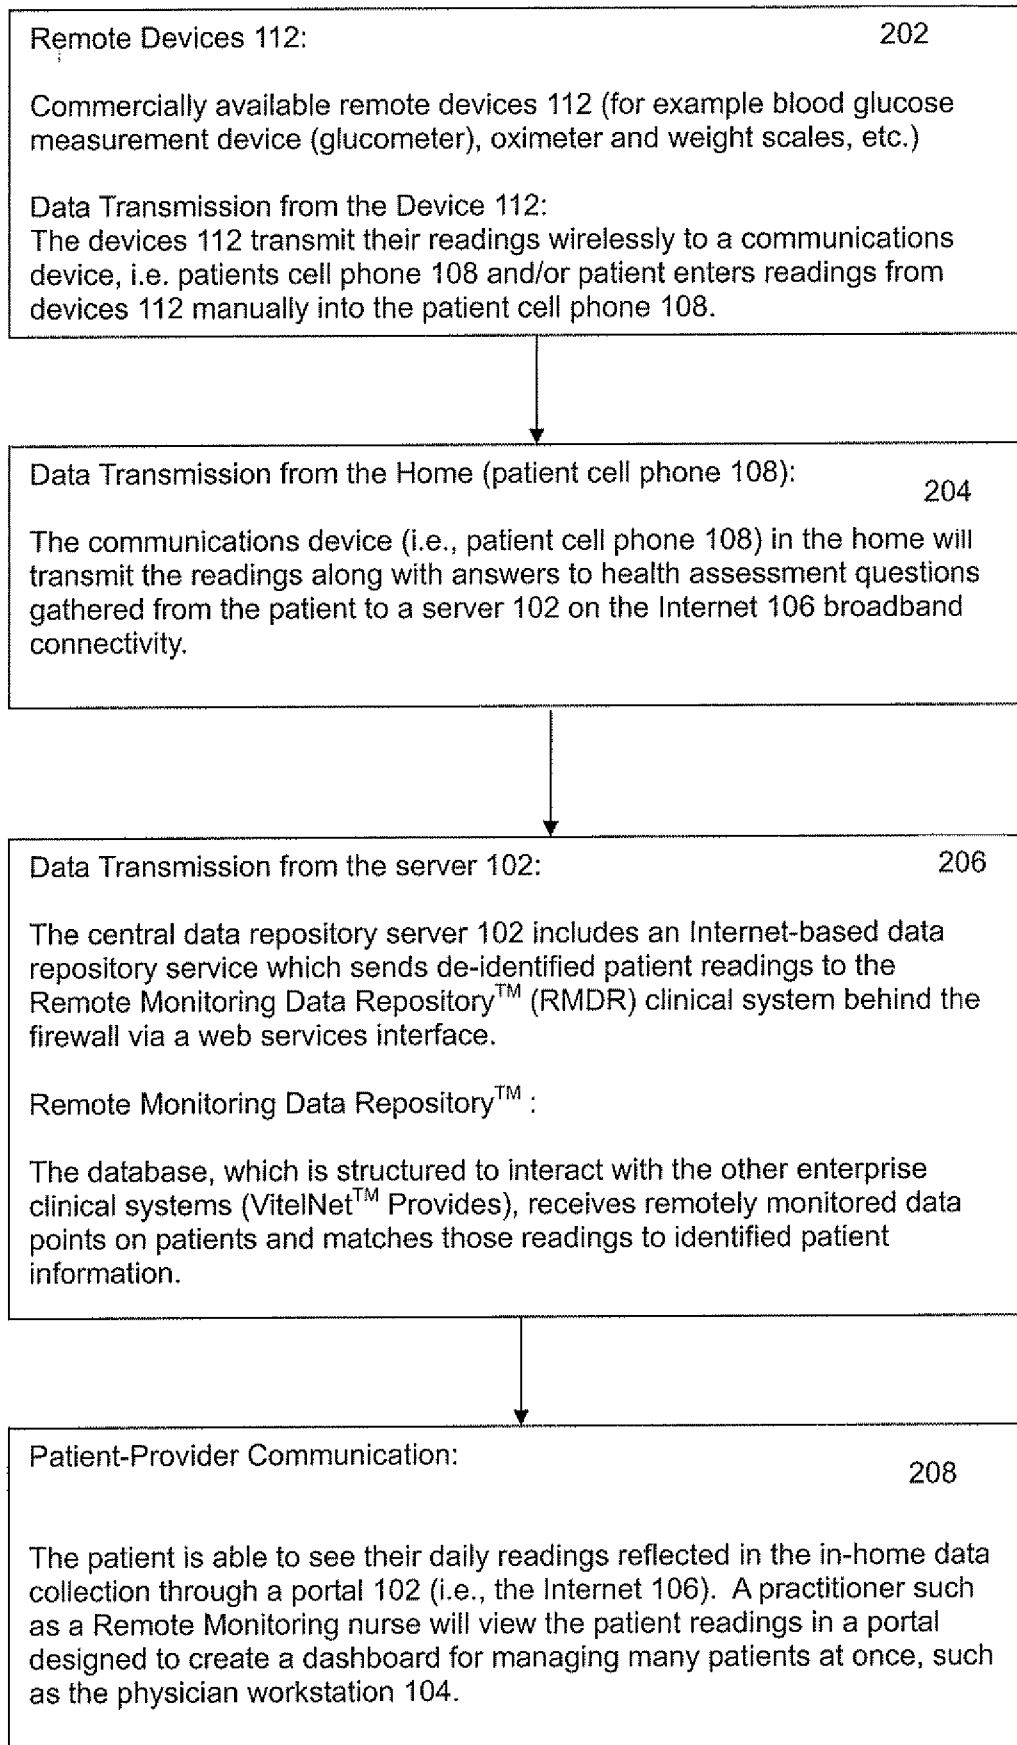 Remote Devices 112:
202
Commercially available remote devices 112 (for example blood glucose
measurement device (glucometer), oximeter and weight scales, etc.)
Data Transmission from the Device 112:
The devices 112 transmit their readings wirelessly to a communications
device, i.e. patients cell phone 108 and/or patient enters readings from
devices 112 manually into the patient cell phone 108.
Data Transmission from the Home (patient cell phone 108):
204
The communications device (i.e., patient cell phone 108) in the home will
transmit the readings along with answers to health assessment questions
gathered from the patient to a server 102 on the Internet 106 broadband
connectivity.
Data Transmission from the server 102:
206
The central data repository server 102 includes an Internet-based data
repository service which sends de-identified patient readings to the
Remote Monitoring Data Repository™ (RMDR) clinical system behind the
firewall via a web services interface.
Remote Monitoring Data Repository™ :
The database, which is structured to interact with the other enterprise
clinical systems (VitelNet™ Provides), receives remotely monitored data
points on patients and matches those readings to identified patient
information.
Patient-Provider Communication:
208
The patient is able to see their daily readings reflected in the in-home data
collection through a portal 102 (i.e., the Internet 106). A practitioner such
as a Remote Monitoring nurse will view the patient readings in a portal
designed to create a dashboard for managing many patients at once, such
as the physician workstation 104.